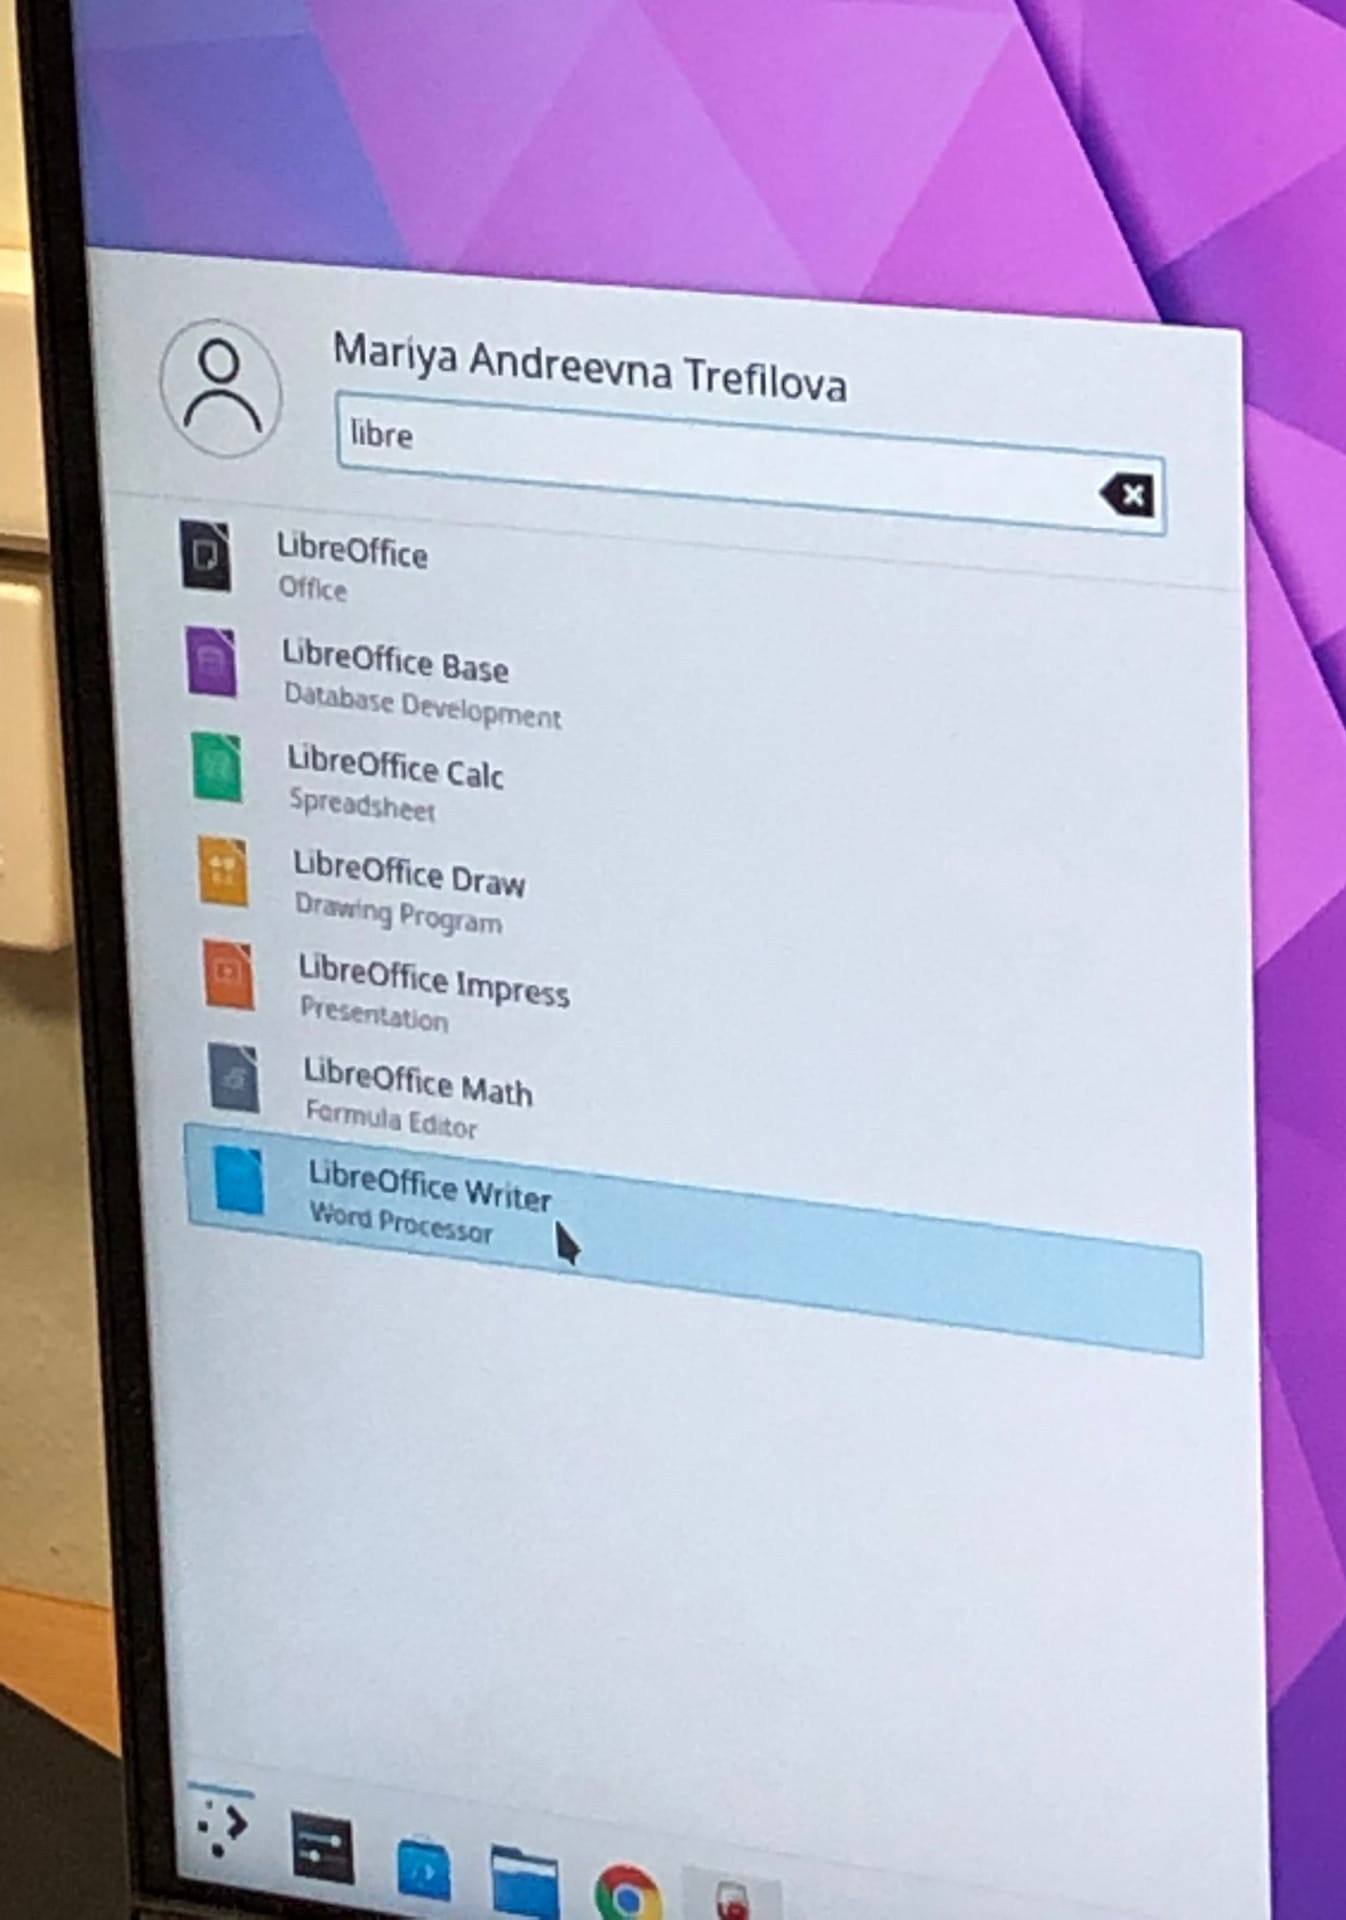 Mariya Andreevna Trefilova
libre
LibreOffice
Office
LibreOffice Base
Database Development
LibreOffice Calc
Spreadsheet
LibreOffice Draw
Drawing Program
LibreOffice Impress
Presentation
LibreOffice Math
Formula Editor
LibreOffice Writer
Word Processor